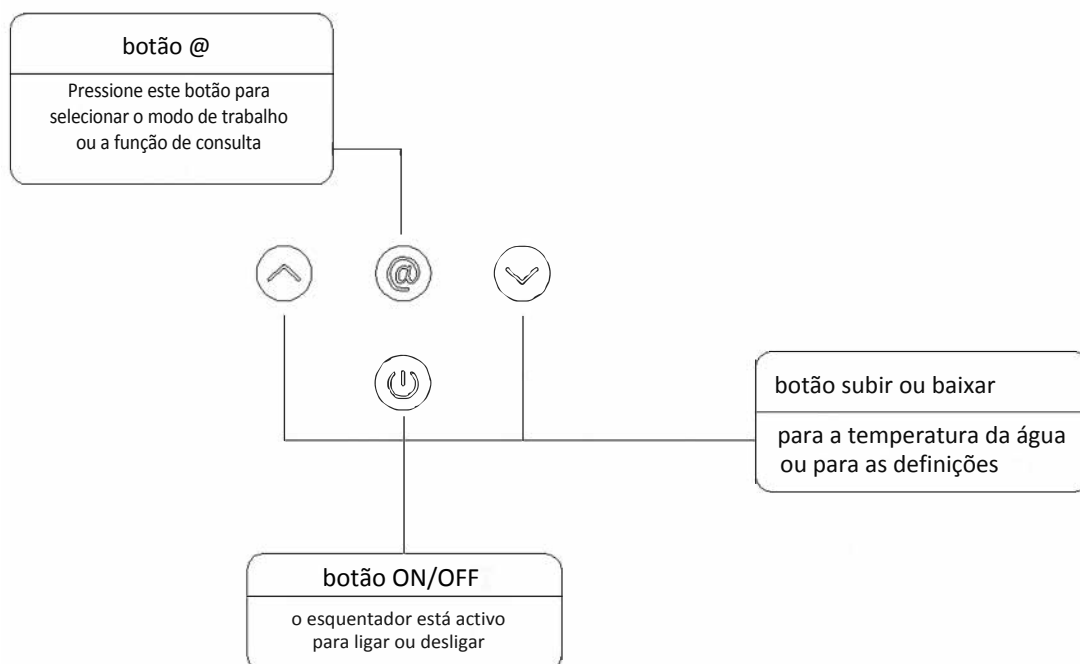 botão @
Pressione este botão para
selecionar o modo de trabalho
ou a função de consulta
@
botão subir ou baixar
para a temperatura da água
ou para as definições
botão ON/OFF
o esquentador está activo
para ligar ou desligar